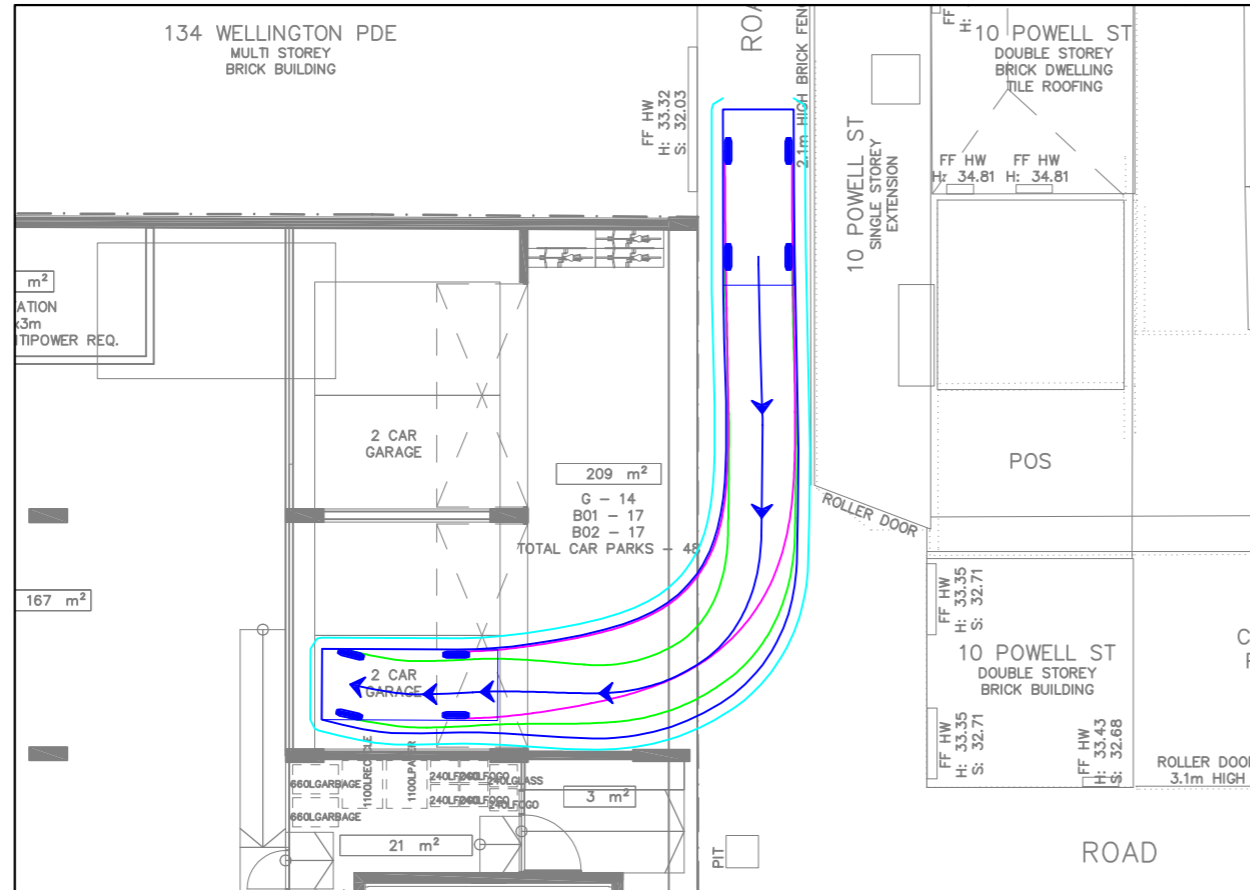 134 WELLINGTON PDE
MULTI STOREY
BRICK BUILDING
FF HW
H: 33.32
S: 32.03
2.1m HIGH BRICK
10 POWELL ST
SINGLE STOREY
EXTENSION
FF
H:
10 POWELL ST
DOUBLE STOREY
BRICK DWELLING
TILE ROOFING
FF HW
H: 34.81
FF HW
H: 34.81
m²
x3m
REQ.
2 CAR
GARAGE
209 m²
G – 14
B01 – 17
B02 – 17
TOTAL CAR PARKS – 48
POS
ROLLER DOOR
167 m²
2 CAR
GARAGE
FF HW
H: 33.35
S: 32.71
10 POWELL ST
DOUBLE STOREY
BRICK BUILDING
FF HW
H: 33.35
S: 32.71
FF HW
H: 33.43
S: 32.68
ROLLER DOOR
3.1m HIGH
660LGARBAGE
660LGARBAGE
1100LRECYCLE
1100LPAPER
240LGLASS
240LFOGO
3 m²
21 m²
PIT
ROAD